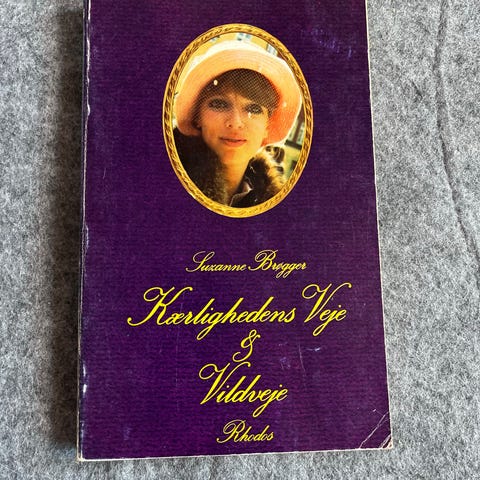 Suzanne Brøgger
Kærlighedens Veje
&
Vildveje
Rhodos